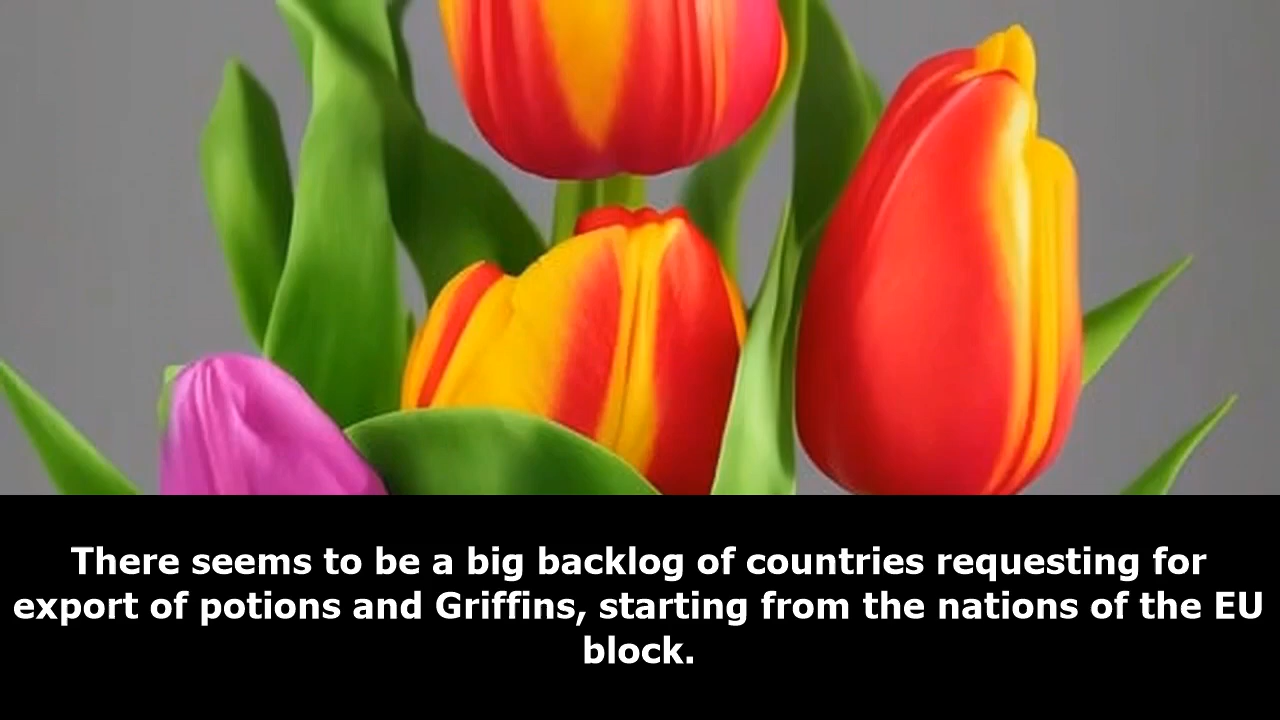 There seems to be a big backlog of countries requesting for
export of potions and Griffins, starting from the nations of the EU
block.